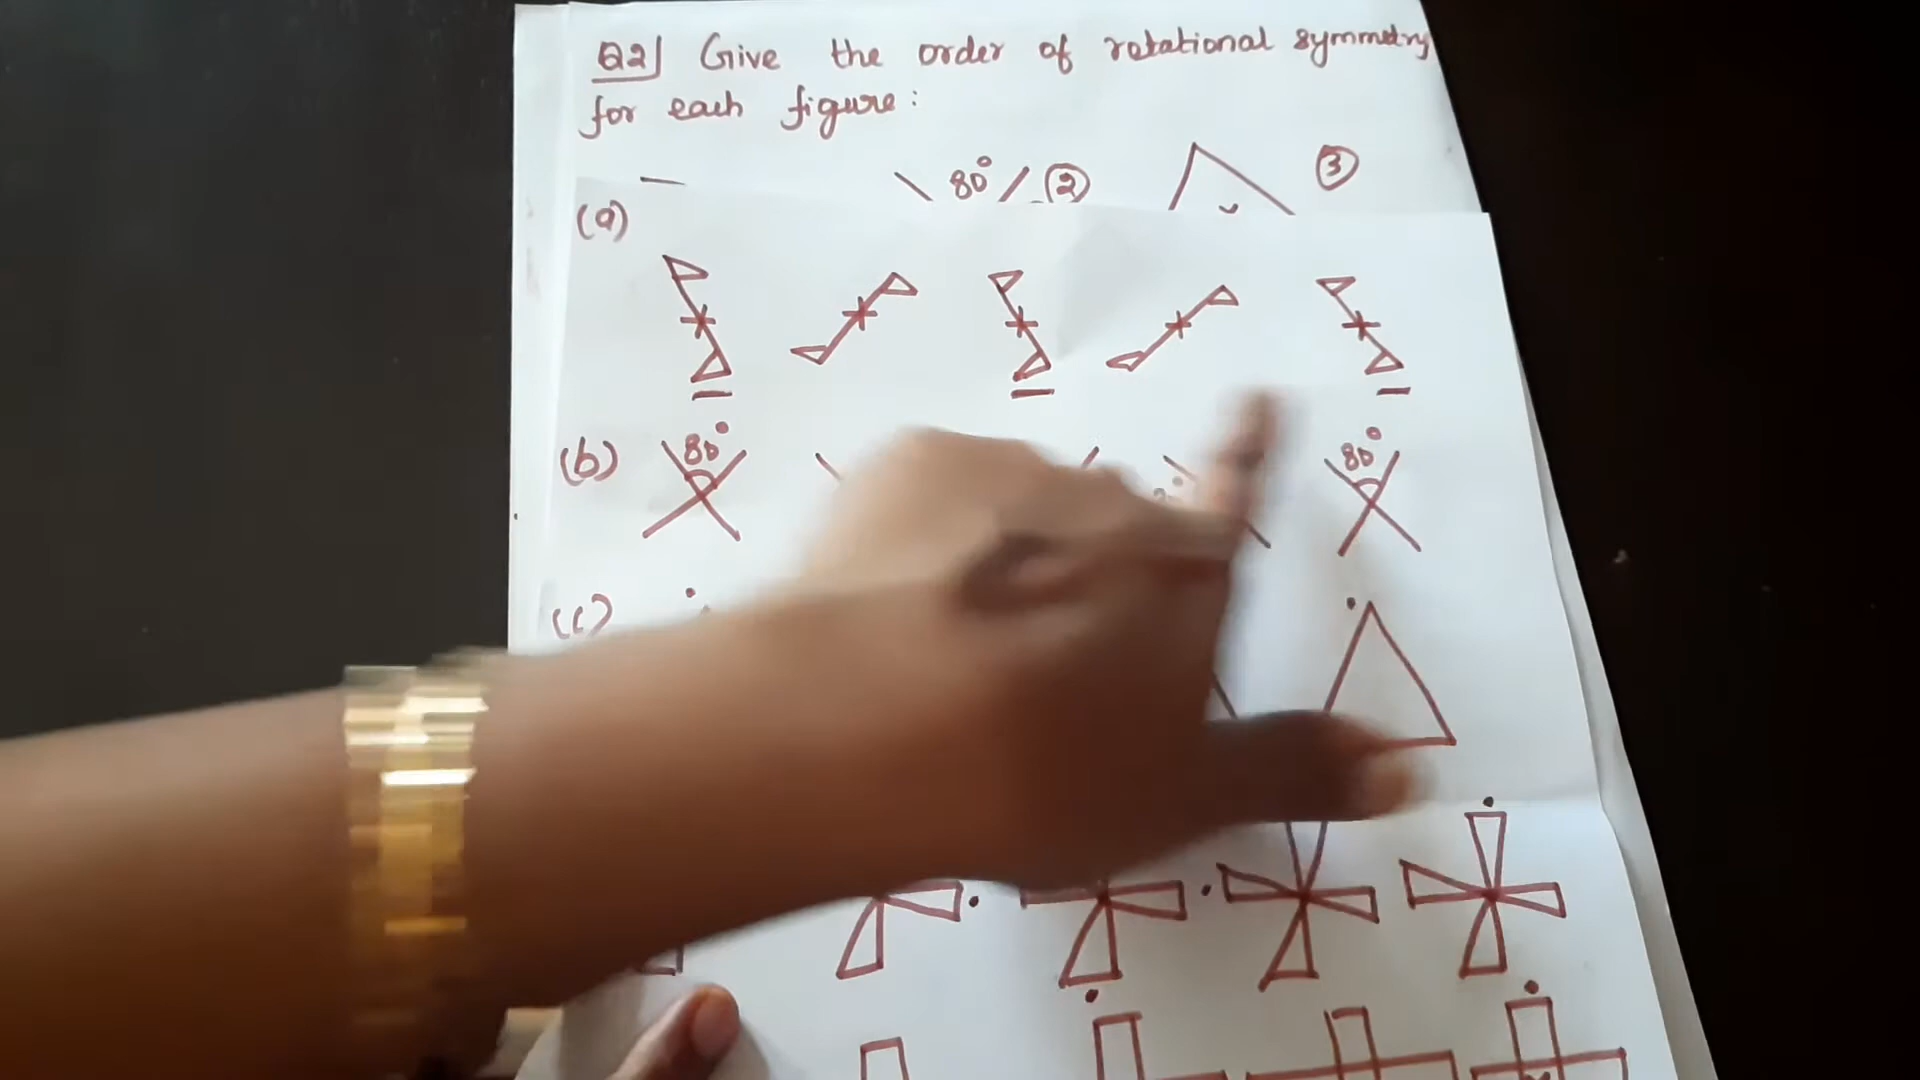 Q2) Give the order of rotational symmetry
for each figure:
80° 2 3
(a)
(b) 80° 80°
(c)